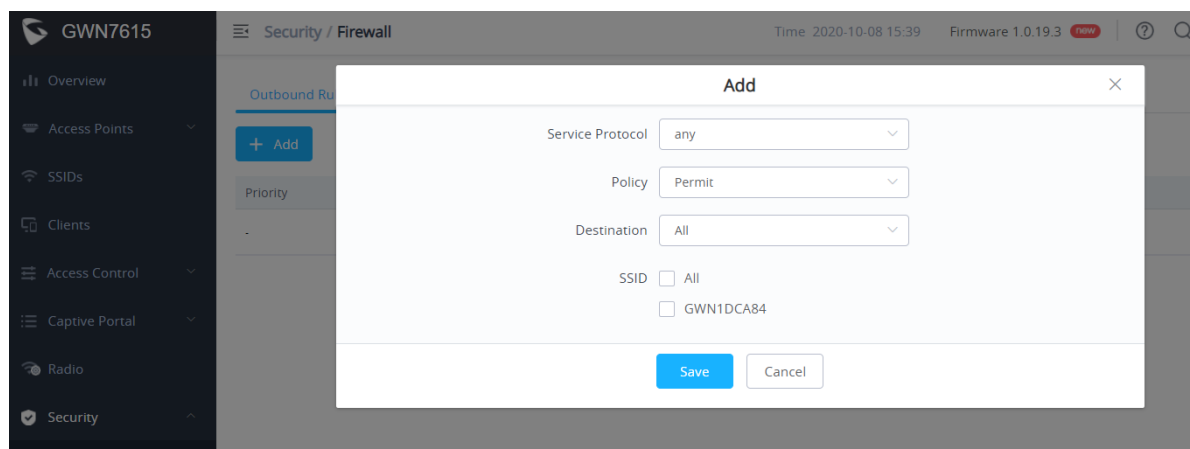 GWN7615
Security / Firewall
Time 2020-10-08 15:39
Firmware 1.0.19.3 new
?
Overview
Access Points
SSIDs
Clients
Access Control
Captive Portal
Radio
Security
Outbound Ru
+ Add
Priority
-
Add
Service Protocol any
Policy Permit
Destination All
SSID All
GWN1DCA84
Save Cancel